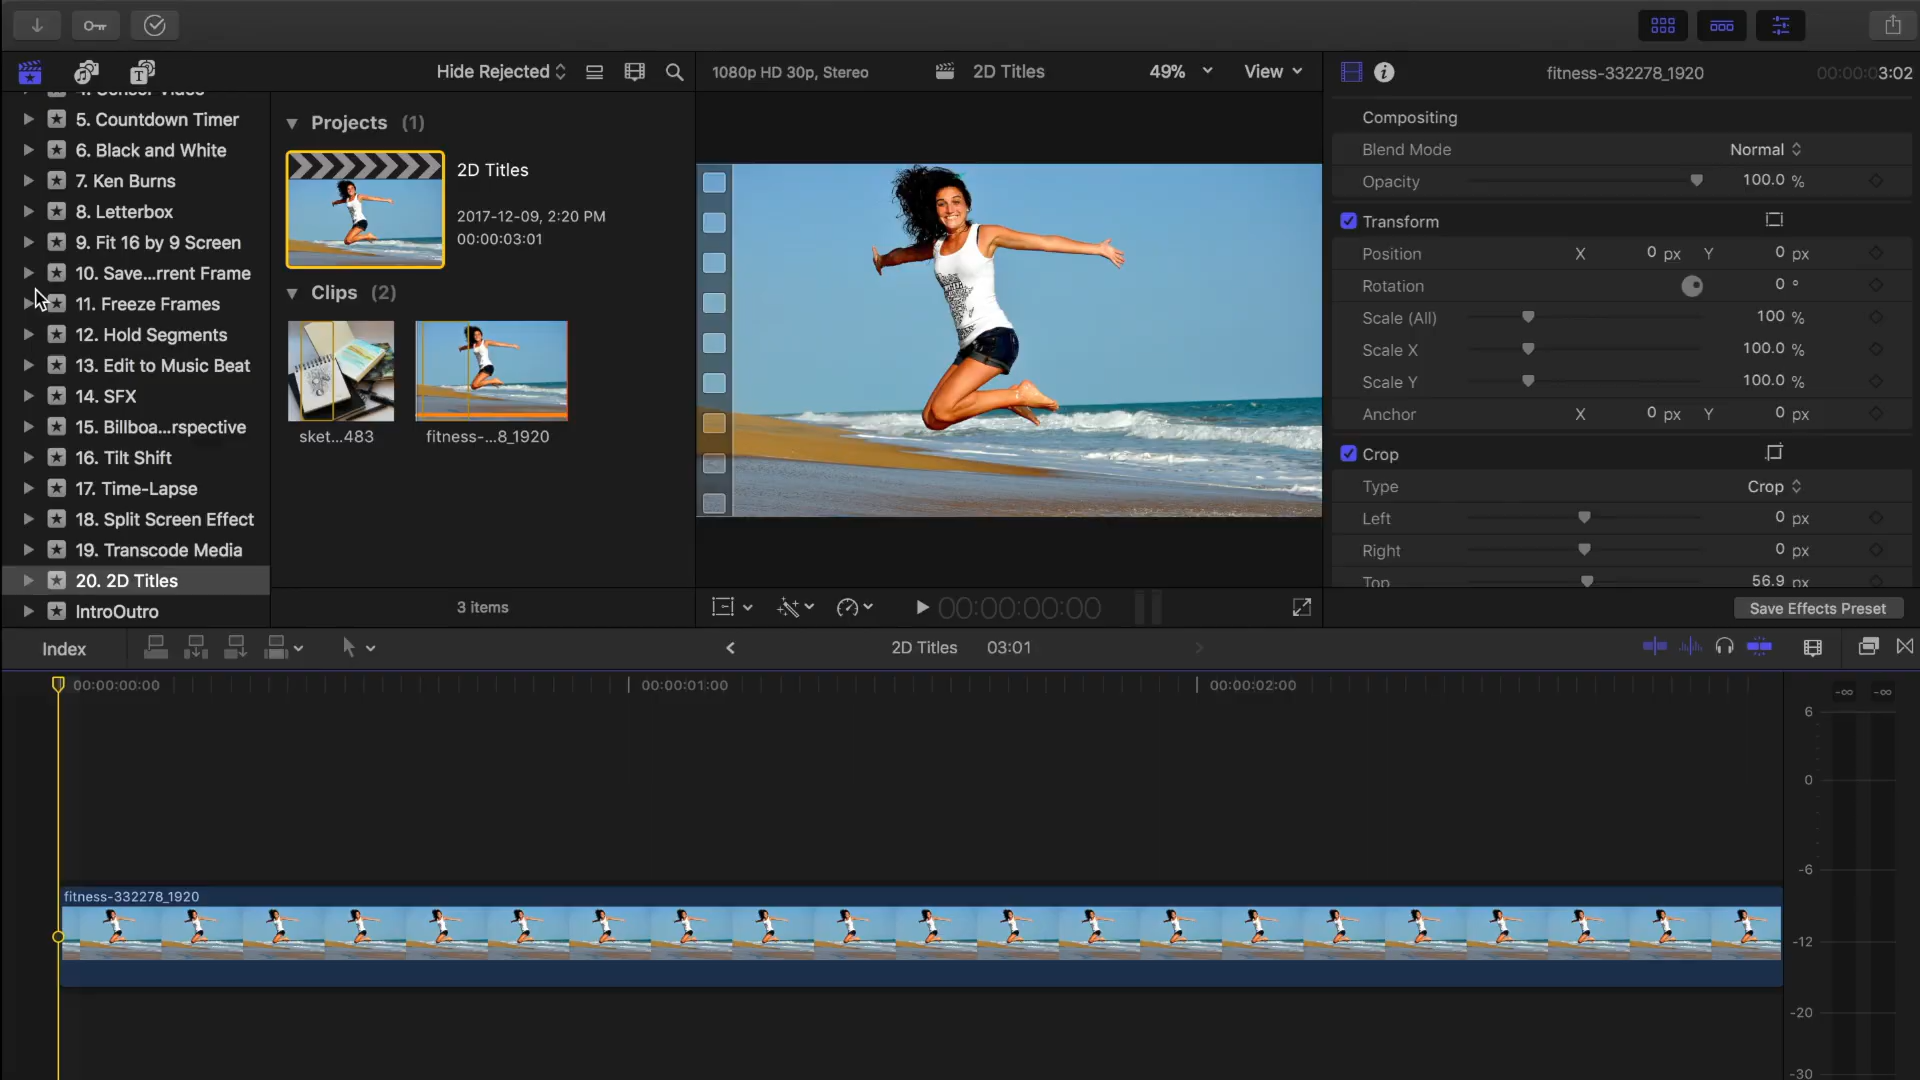 Hide Rejected
1080p HD 30p, Stereo
2D Titles
49%
View
fitness-332278_1920
00:00:03:02
5. Countdown Timer
6. Black and White
7. Ken Burns
8. Letterbox
9. Fit 16 by 9 Screen
10. Save...rrent Frame
11. Freeze Frames
12. Hold Segments
13. Edit to Music Beat
14. SFX
15. Billboa...rspective
16. Tilt Shift
17. Time-Lapse
18. Split Screen Effect
19. Transcode Media
20. 2D Titles
IntroOutro
Projects (1)
2D Titles
2017-12-09, 2:20 PM
00:00:03:01
Clips (2)
sket...483
fitness-...8_1920
3 items
00:00:00:00
Compositing
Blend Mode Normal
Opacity 100.0 %
Transform
Position X 0 px Y 0 px
Rotation 0 °
Scale (All) 100 %
Scale X 100.0 %
Scale Y 100.0 %
Anchor X 0 px Y 0 px
Crop
Type Crop
Left 0 px
Right 0 px
Top 56.9 px
Save Effects Preset
Index
2D Titles 03:01
00:00:00:00
00:00:01:00
00:00:02:00
-∞ -∞
6
0
-6
-12
-20
-30
fitness-332278_1920